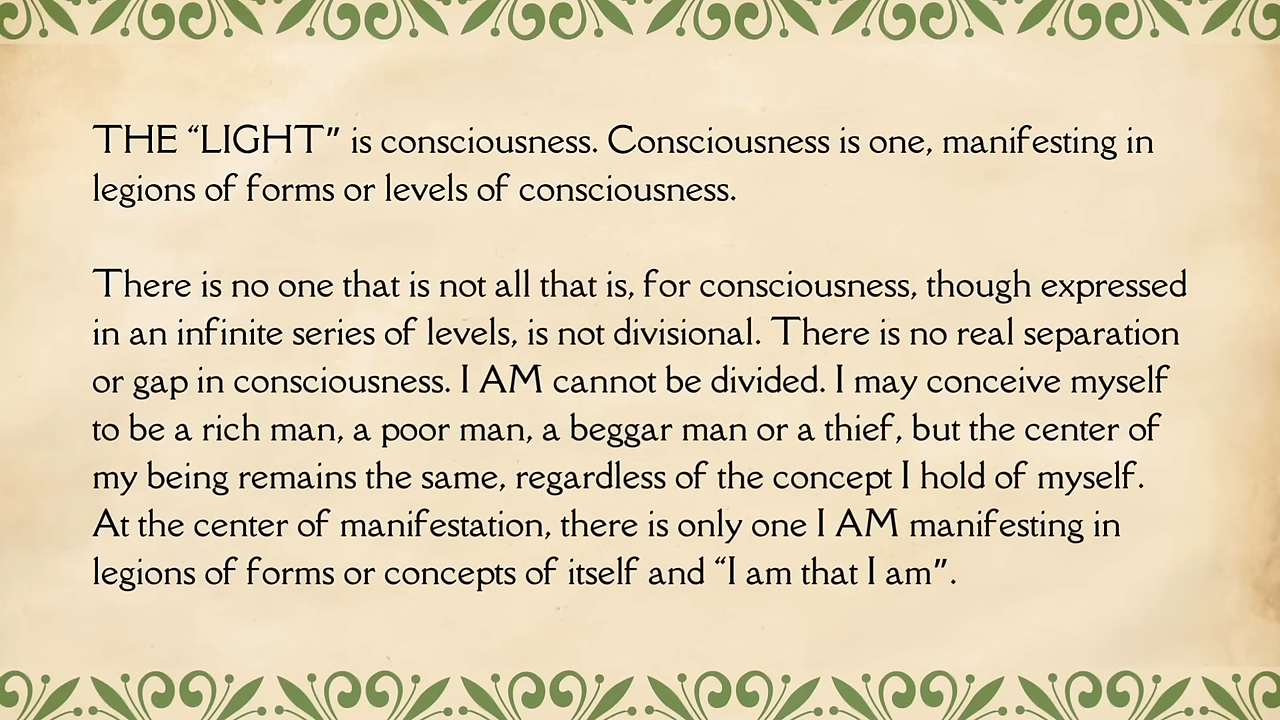 THE “LIGHT” is consciousness. Consciousness is one, manifesting in
legions of forms or levels of consciousness.
There is no one that is not all that is, for consciousness, though expressed
in an infinite series of levels, is not divisional. There is no real separation
or gap in consciousness. I AM cannot be divided. I may conceive myself
to be a rich man, a poor man, a beggar man or a thief, but the center of
my being remains the same, regardless of the concept I hold of myself.
At the center of manifestation, there is only one I AM manifesting in
legions of forms or concepts of itself and “I am that I am”.